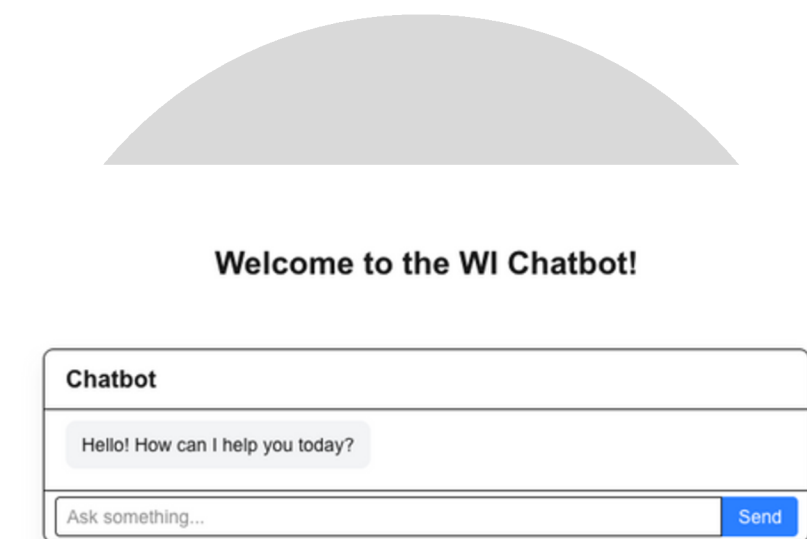 Welcome to the WI Chatbot!
Chatbot
Hello! How can I help you today?
Ask something...
Send